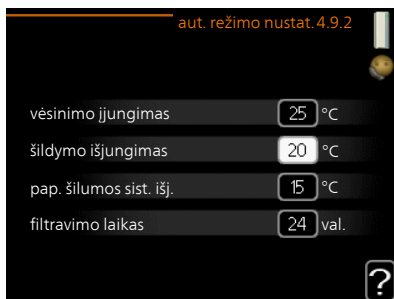 aut. režimo nustat. 4.9.2
vėsinimo įjungimas 25 °C
šildymo išjungimas 20 °C
pap. šilumos sist. išj. 15 °C
filtravimo laikas 24 val.
?